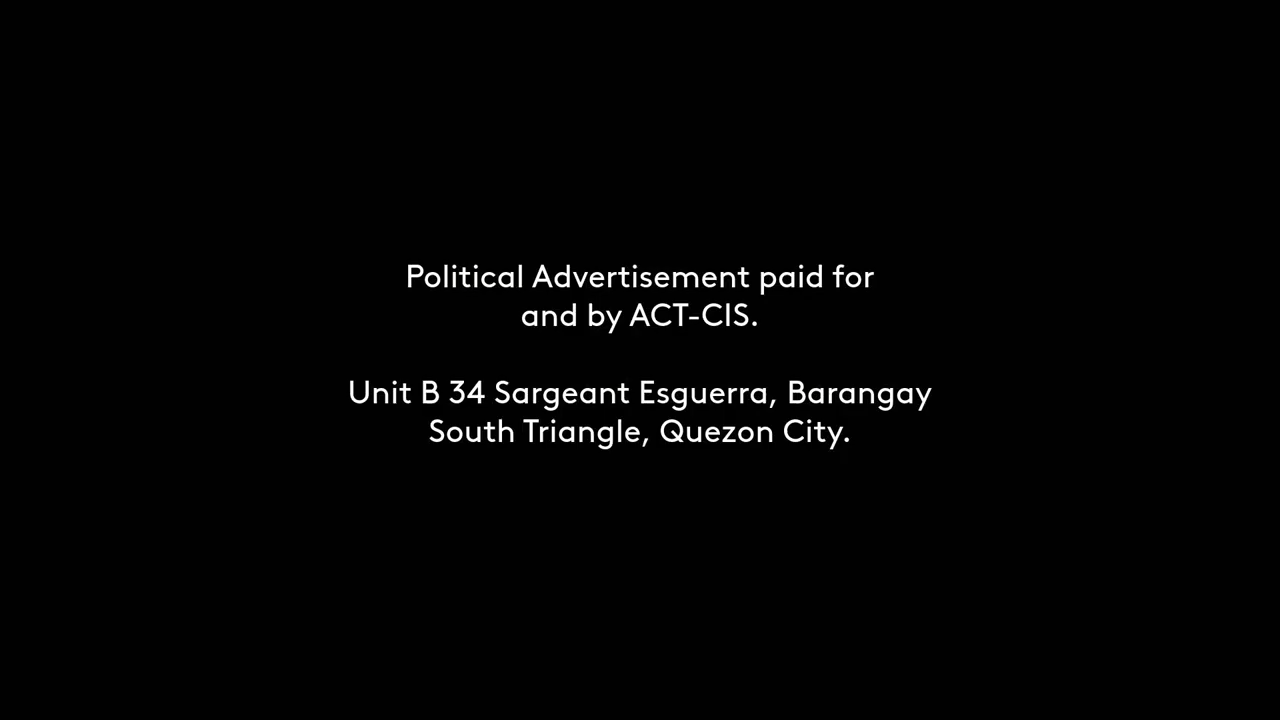 Political Advertisement paid for
and by ACT-CIS.
Unit B 34 Sargeant Esguerra, Barangay
South Triangle, Quezon City.